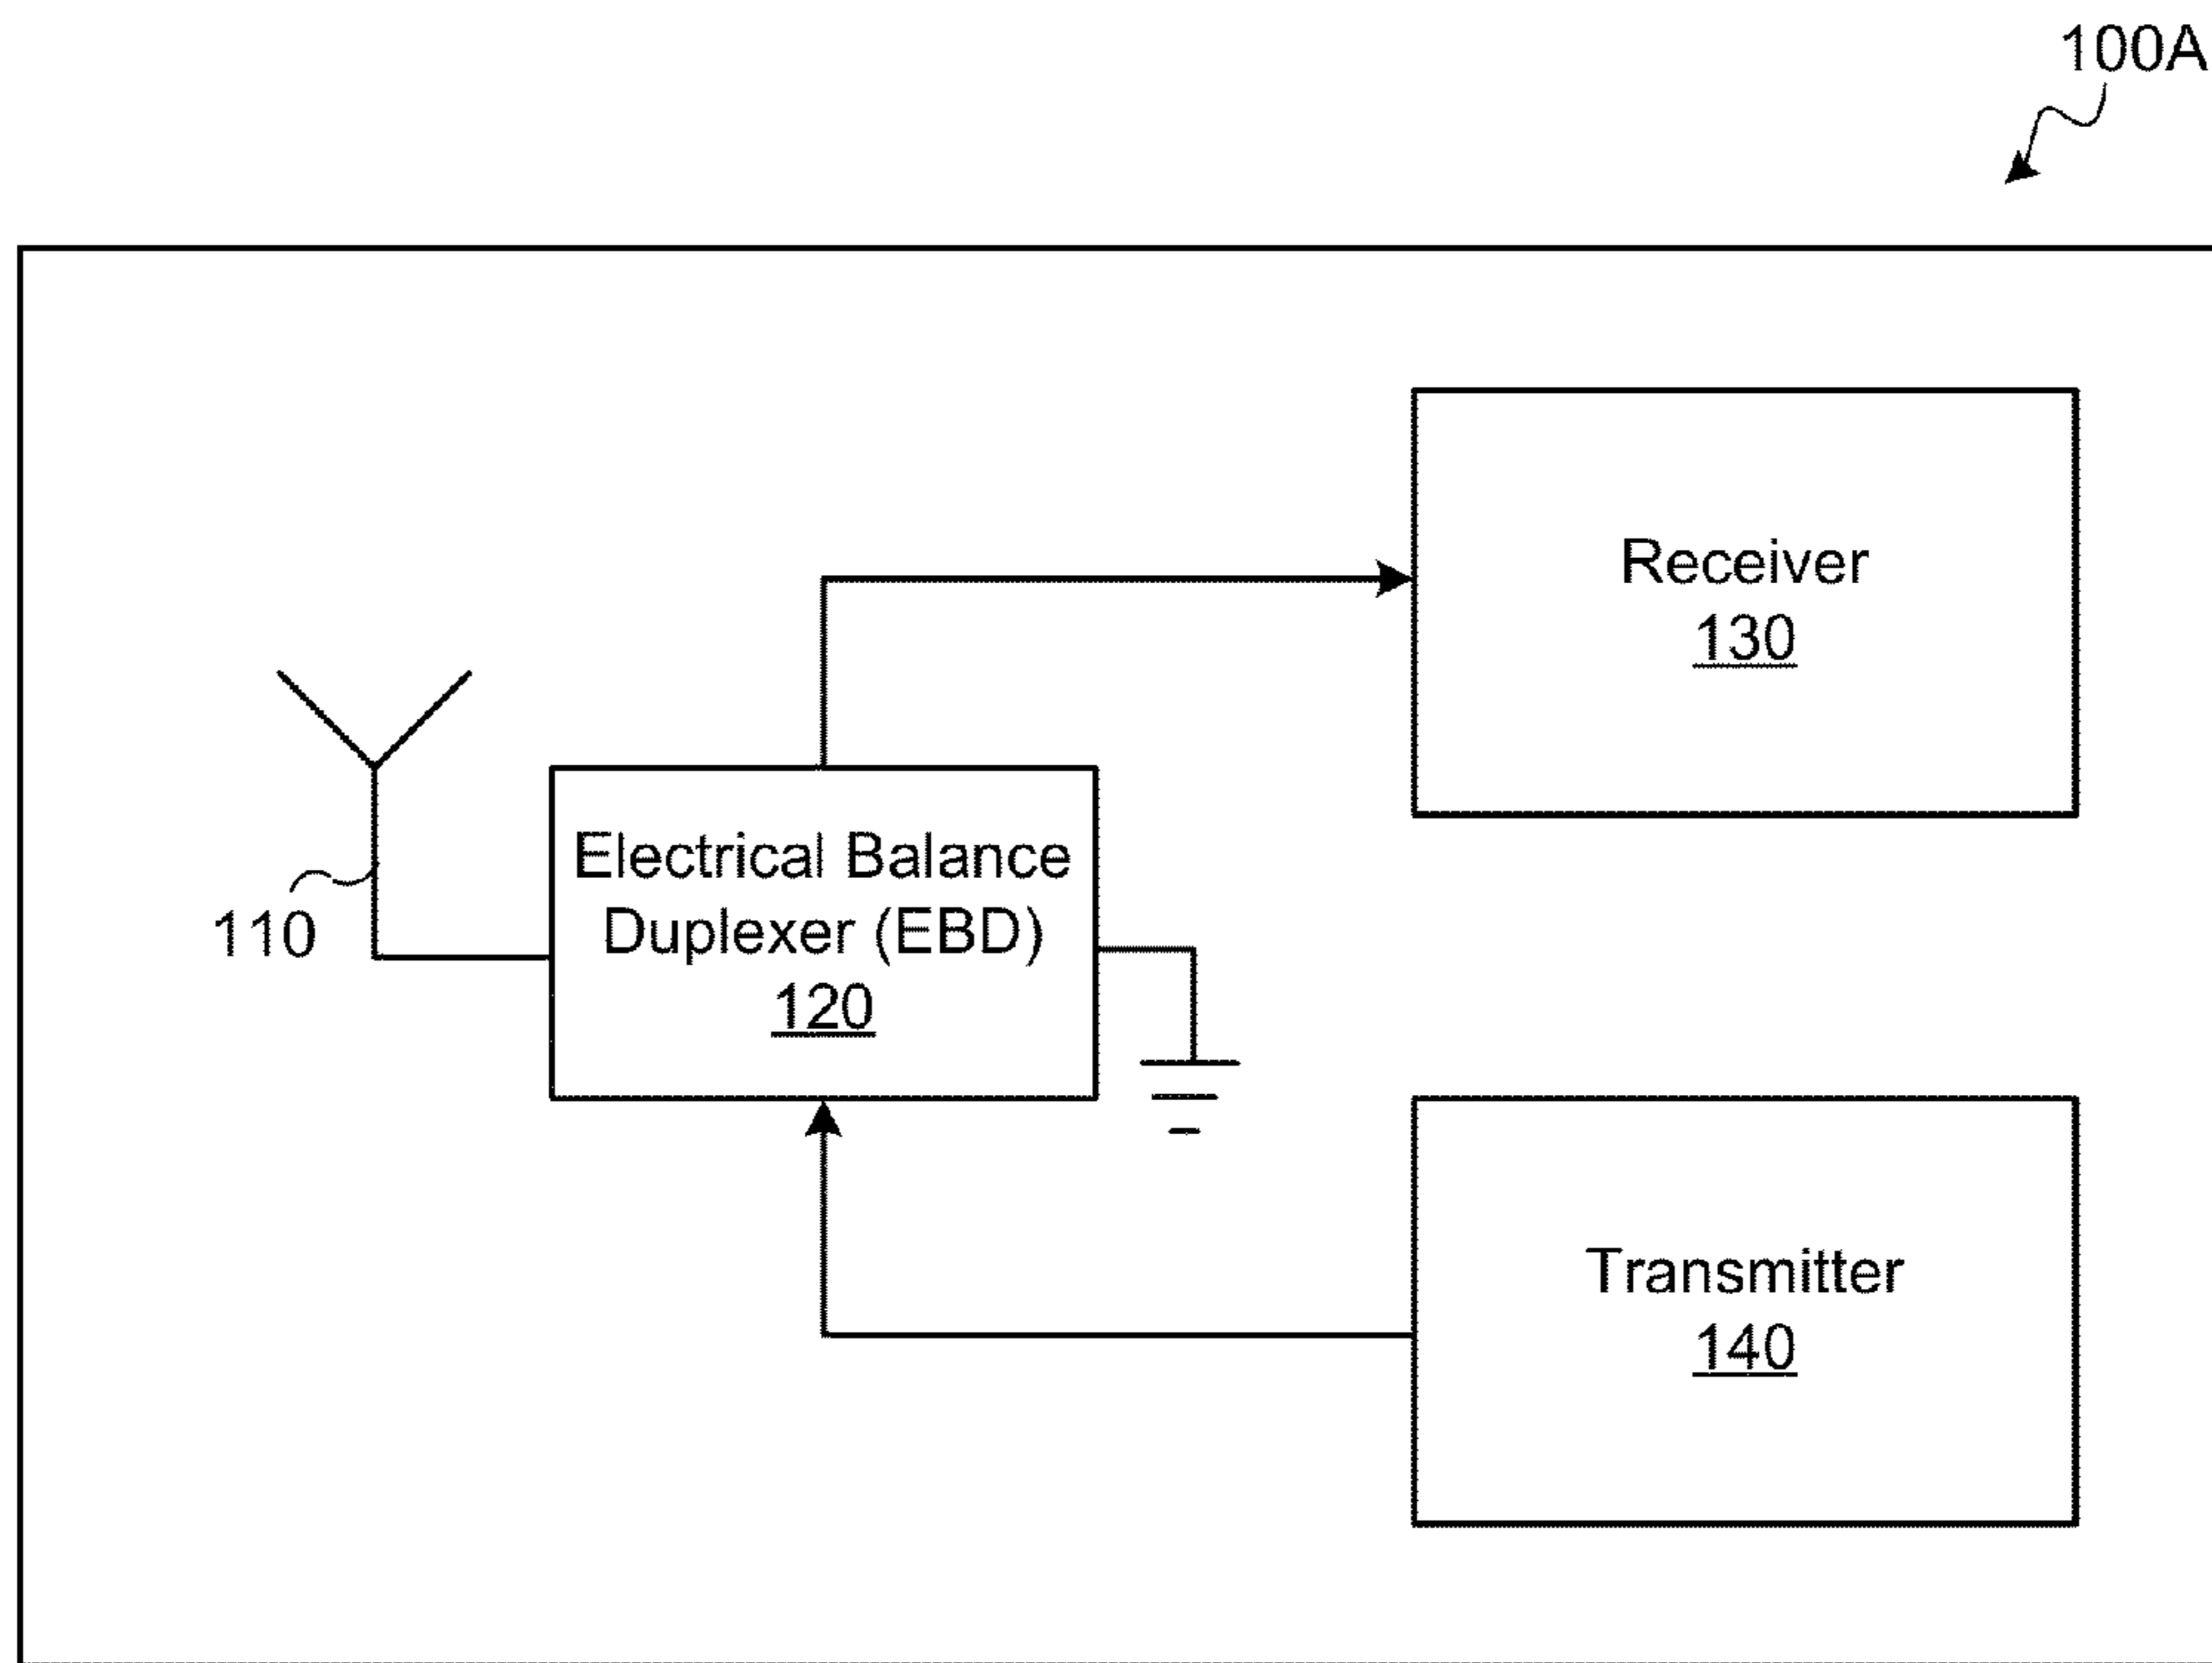 100A
Receiver
130
110
Electrical Balance
Duplexer (EBD)
120
Transmitter
140